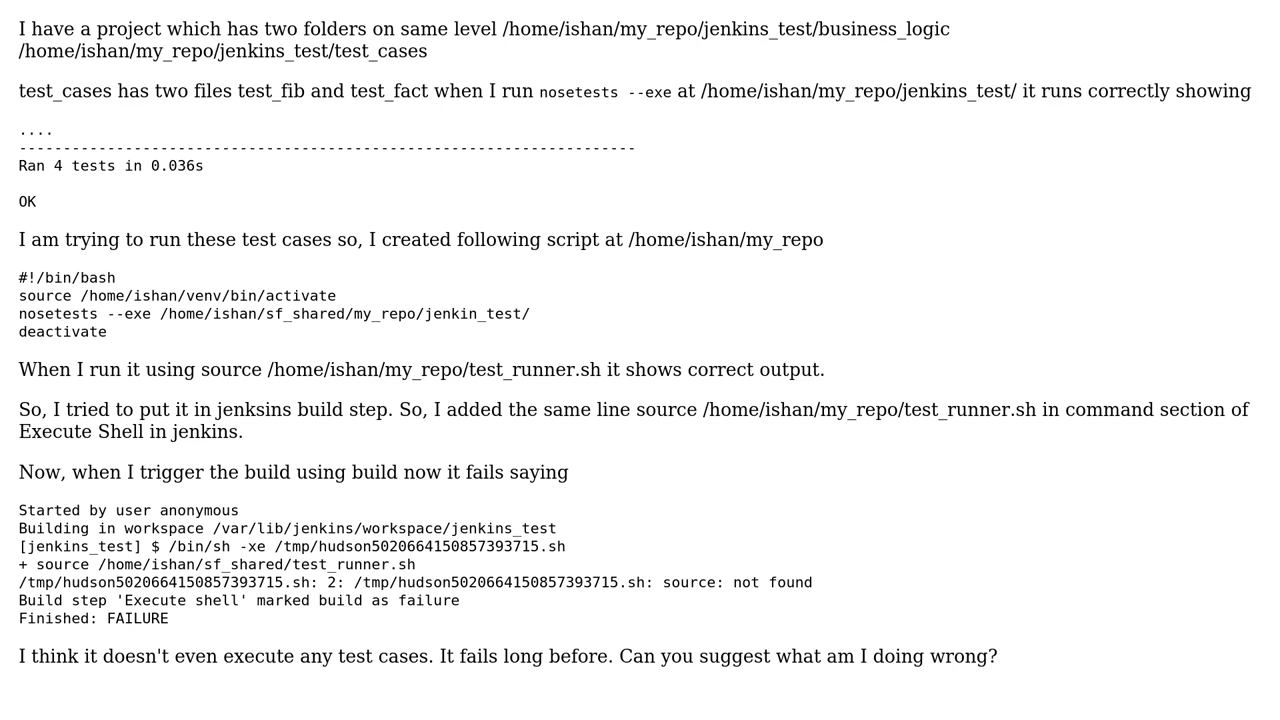 I have a project which has two folders on same level /home/ishan/my_repo/jenkins_test/business_logic
/home/ishan/my_repo/jenkins_test/test_cases
test_cases has two files test_fib and test_fact when I run nosetests --exe at /home/ishan/my_repo/jenkins_test/ it runs correctly showing
....
----------------------------------------------------------------------
Ran 4 tests in 0.036s
OK
I am trying to run these test cases so, I created following script at /home/ishan/my_repo
#!/bin/bash
source /home/ishan/venv/bin/activate
nosetests --exe /home/ishan/sf_shared/my_repo/jenkin_test/
deactivate
When I run it using source /home/ishan/my_repo/test_runner.sh it shows correct output.
So, I tried to put it in jenksins build step. So, I added the same line source /home/ishan/my_repo/test_runner.sh in command section of
Execute Shell in jenkins.
Now, when I trigger the build using build now it fails saying
Started by user anonymous
Building in workspace /var/lib/jenkins/workspace/jenkins_test
[jenkins_test] $ /bin/sh -xe /tmp/hudson5020664150857393715.sh
+ source /home/ishan/sf_shared/test_runner.sh
/tmp/hudson5020664150857393715.sh: 2: /tmp/hudson5020664150857393715.sh: source: not found
Build step 'Execute shell' marked build as failure
Finished: FAILURE
I think it doesn't even execute any test cases. It fails long before. Can you suggest what am I doing wrong?